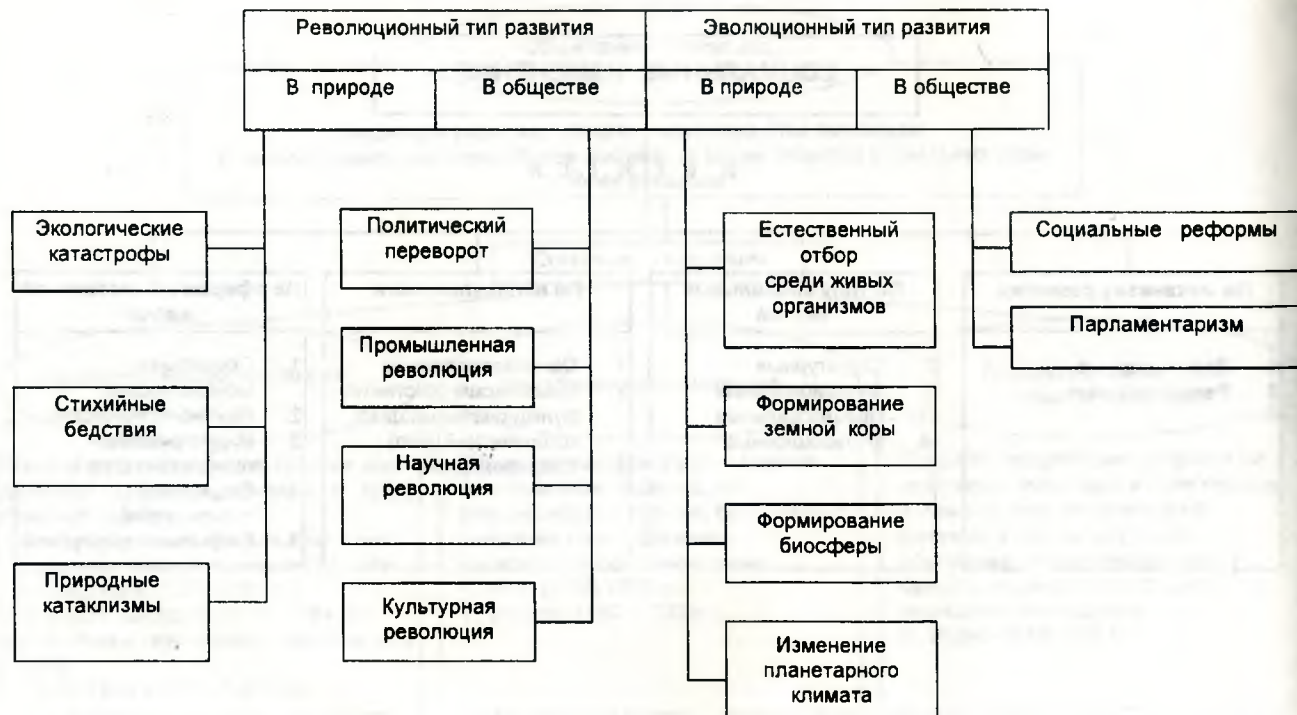 Революционный тип развития
Эволюционный тип развития
В природе
В обществе
В природе
В обществе
Экологические
катастрофы
Стихийные
бедствия
Природные
катаклизмы
Политический
переворот
Промышленная
революция
Научная
революция
Культурная
революция
Естественный
отбор
среди живых
организмов
Формирование
земной коры
Формирование
биосферы
Изменение
планетарного
климата
Социальные реформы
Парламентаризм